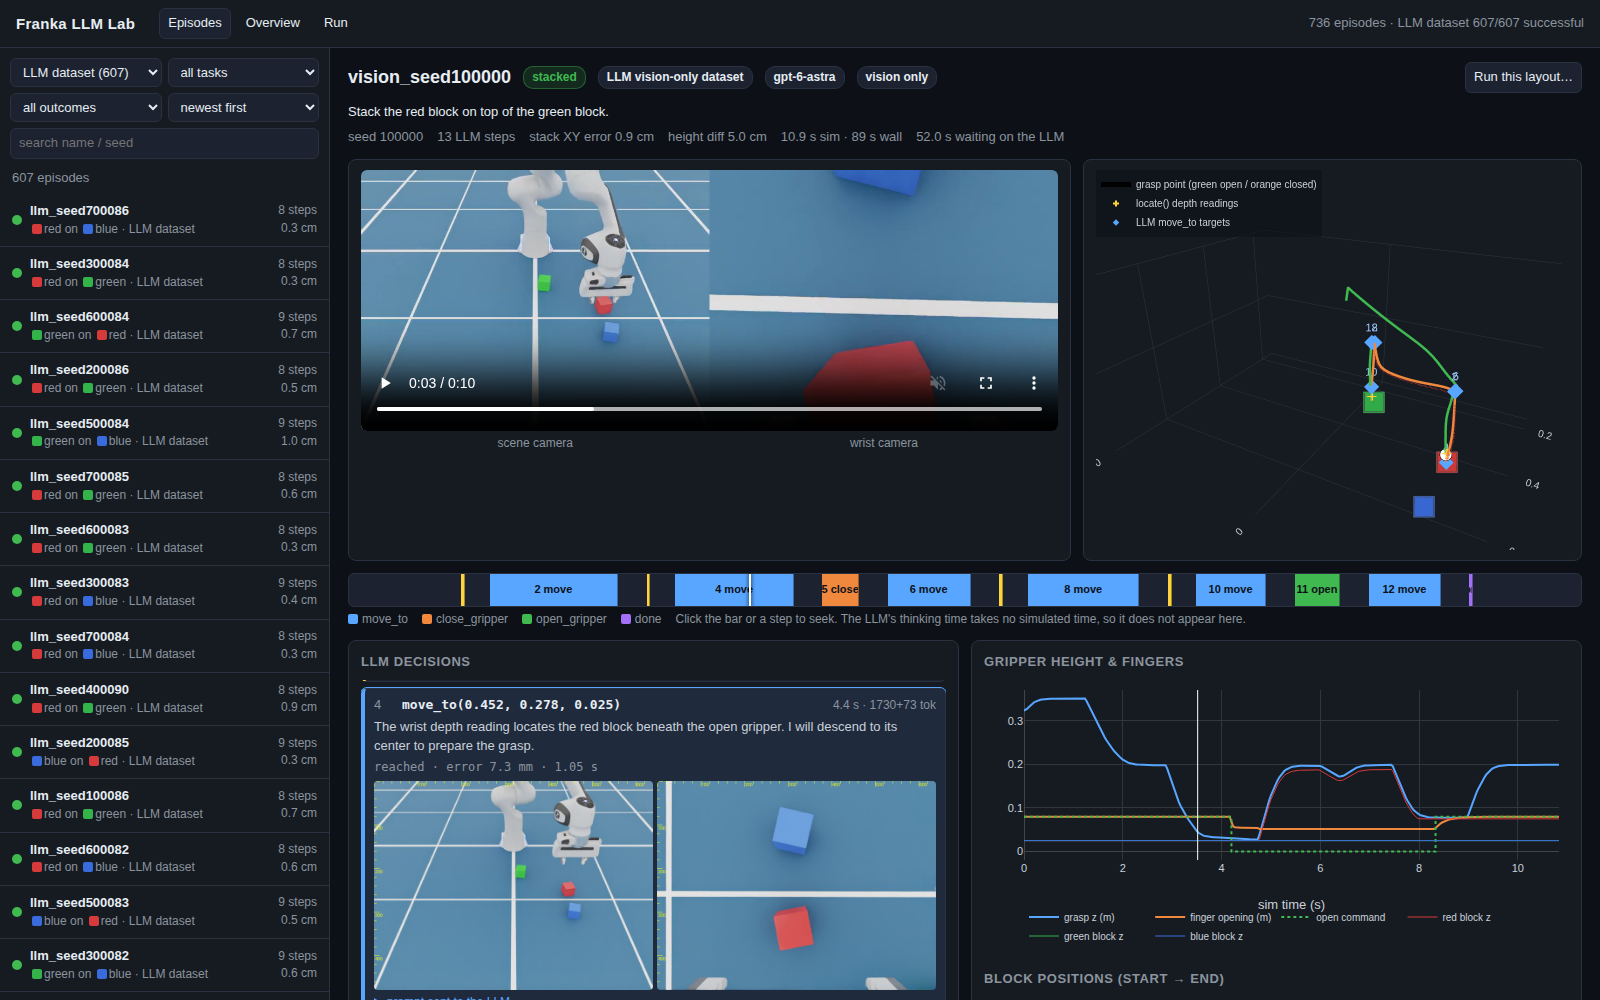 Franka LLM Lab Episodes Overview Run 736 episodes · LLM dataset 607/607 successful
LLM dataset (607) all tasks
all outcomes newest first
search name / seed
607 episodes
llm_seed700086 8 steps
red on blue · LLM dataset 0.3 cm
llm_seed300084 8 steps
red on green · LLM dataset 0.3 cm
llm_seed600084 9 steps
green on red · LLM dataset 0.7 cm
llm_seed200086 8 steps
red on green · LLM dataset 0.5 cm
llm_seed500084 9 steps
green on blue · LLM dataset 1.0 cm
llm_seed700085 8 steps
red on green · LLM dataset 0.6 cm
llm_seed600083 8 steps
red on green · LLM dataset 0.3 cm
llm_seed300083 9 steps
red on blue · LLM dataset 0.4 cm
llm_seed700084 8 steps
red on blue · LLM dataset 0.3 cm
llm_seed400090 8 steps
red on green · LLM dataset 0.9 cm
llm_seed200085 9 steps
blue on red · LLM dataset 0.3 cm
llm_seed100086 8 steps
red on green · LLM dataset 0.7 cm
llm_seed600082 8 steps
red on blue · LLM dataset 0.6 cm
llm_seed500083 9 steps
blue on red · LLM dataset 0.5 cm
llm_seed300082 9 steps
green on blue · LLM dataset 0.6 cm
vision_seed100000 stacked LLM vision-only dataset gpt-6-astra vision only Run this layout…
Stack the red block on top of the green block.
seed 100000 13 LLM steps stack XY error 0.9 cm height diff 5.0 cm 10.9 s sim · 89 s wall 52.0 s waiting on the LLM
0:03 / 0:10
scene camera wrist camera
grasp point (green open / orange closed)
locate() depth readings
LLM move_to targets
0.2
0.4
0
2 move 4 move 5 close 6 move 8 move 10 move 11 open 12 move
move_to close_gripper open_gripper done Click the bar or a step to seek. The LLM's thinking time takes no simulated time, so it does not appear here.
LLM DECISIONS
4 move_to(0.452, 0.278, 0.025) 4.4 s · 1730+73 tok
The wrist depth reading locates the red block beneath the open gripper. I will descend to its
center to prepare the grasp.
reached · error 7.3 mm · 1.05 s
GRIPPER HEIGHT & FINGERS
0.3
0.2
0.1
0
0 2 4 6 8 10
sim time (s)
grasp z (m) finger opening (m) open command red block z
green block z blue block z
BLOCK POSITIONS (START → END)